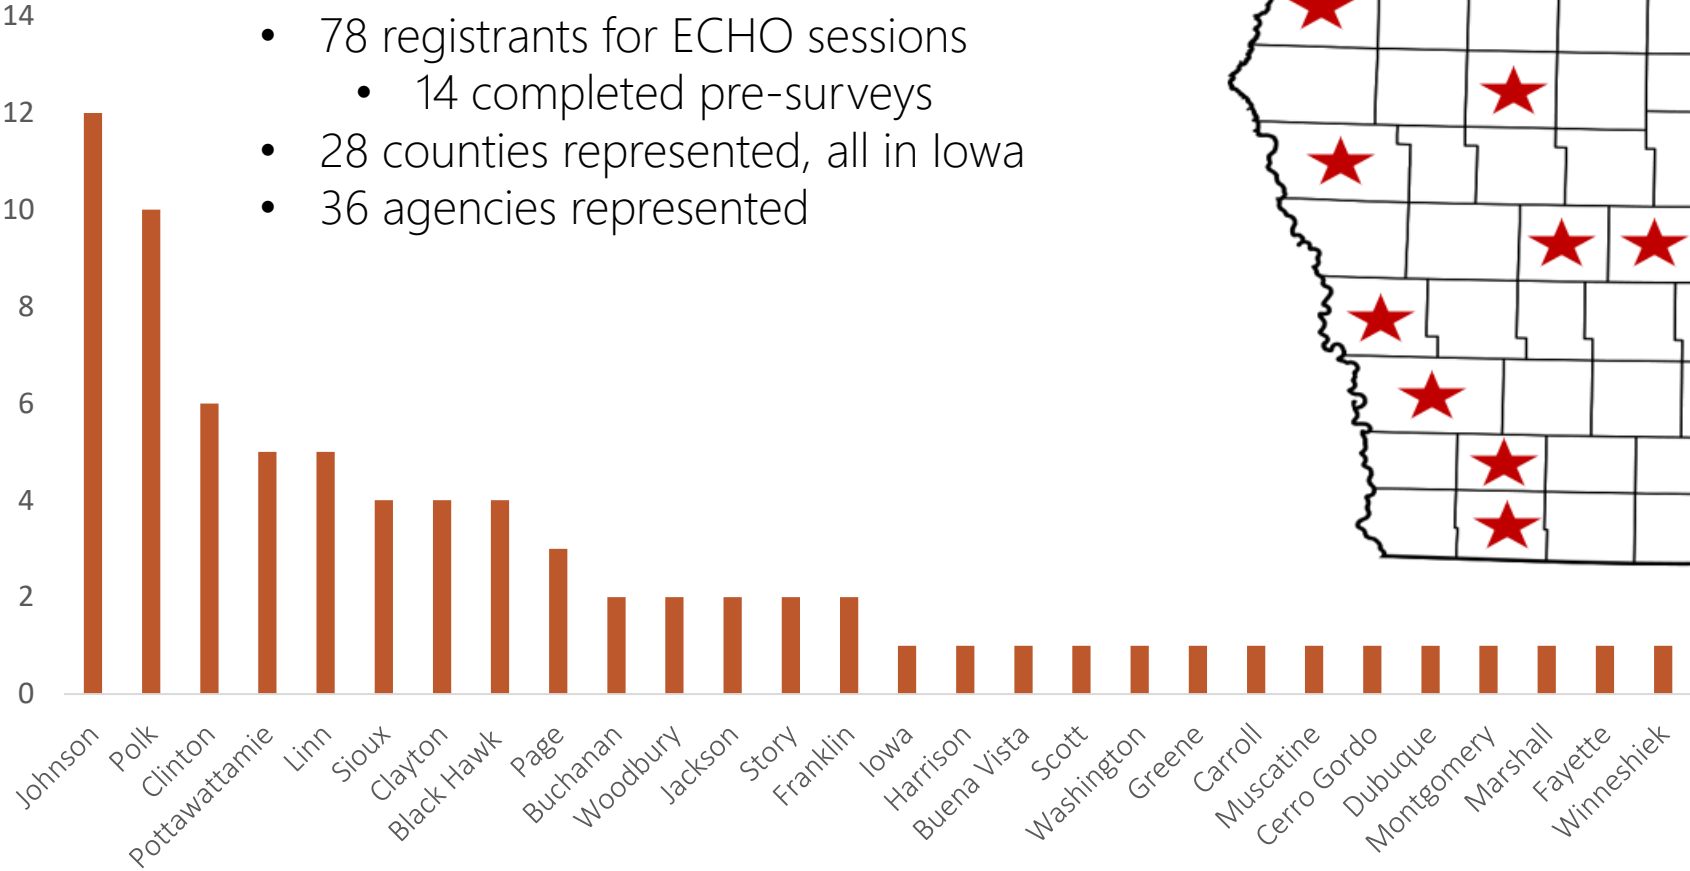 14
12
10
8
6
4
2
0
• 78 registrants for ECHO sessions
• 14 completed pre-surveys
• 28 counties represented, all in Iowa
• 36 agencies represented
Johnson
Polk
Clinton
Pottawattamie
Linn
Sioux
Clayton
Black Hawk
Page
Buchanan
Woodbury
Jackson
Story
Franklin
Iowa
Harrison
Buena Vista
Scott
Washington
Greene
Carroll
Muscatine
Cerro Gordo
Dubuque
Montgomery
Marshall
Fayette
Winneshiek